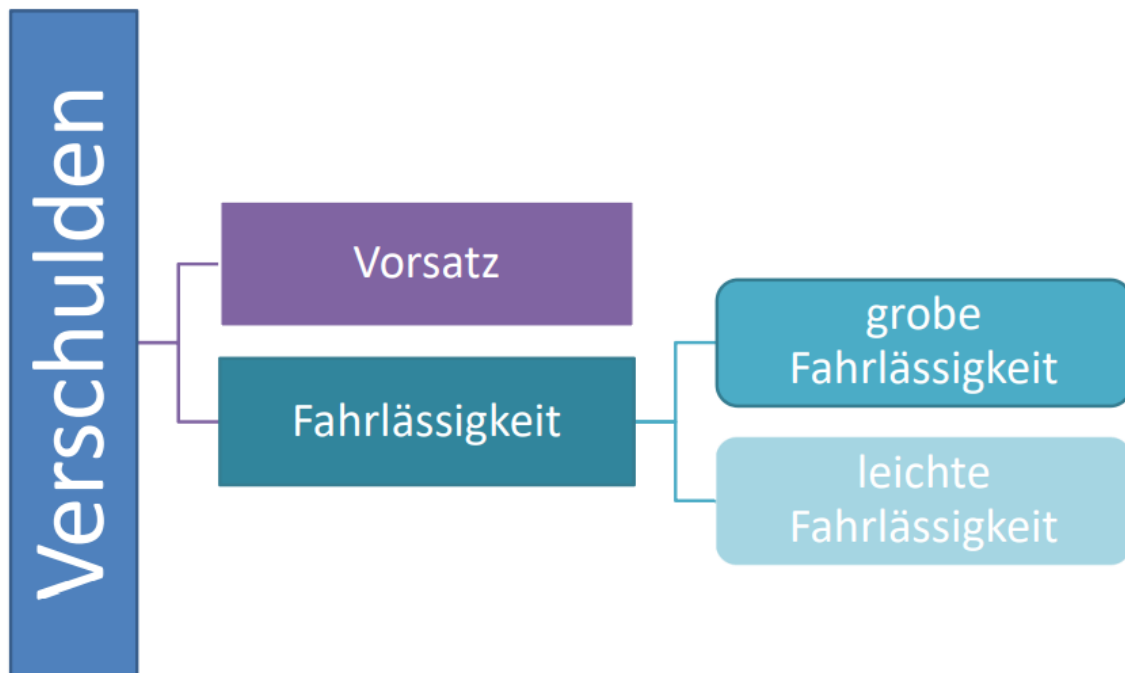 Verschulden
Vorsatz
Fahrlässigkeit
grobe
Fahrlässigkeit
leichte
Fahrlässigkeit